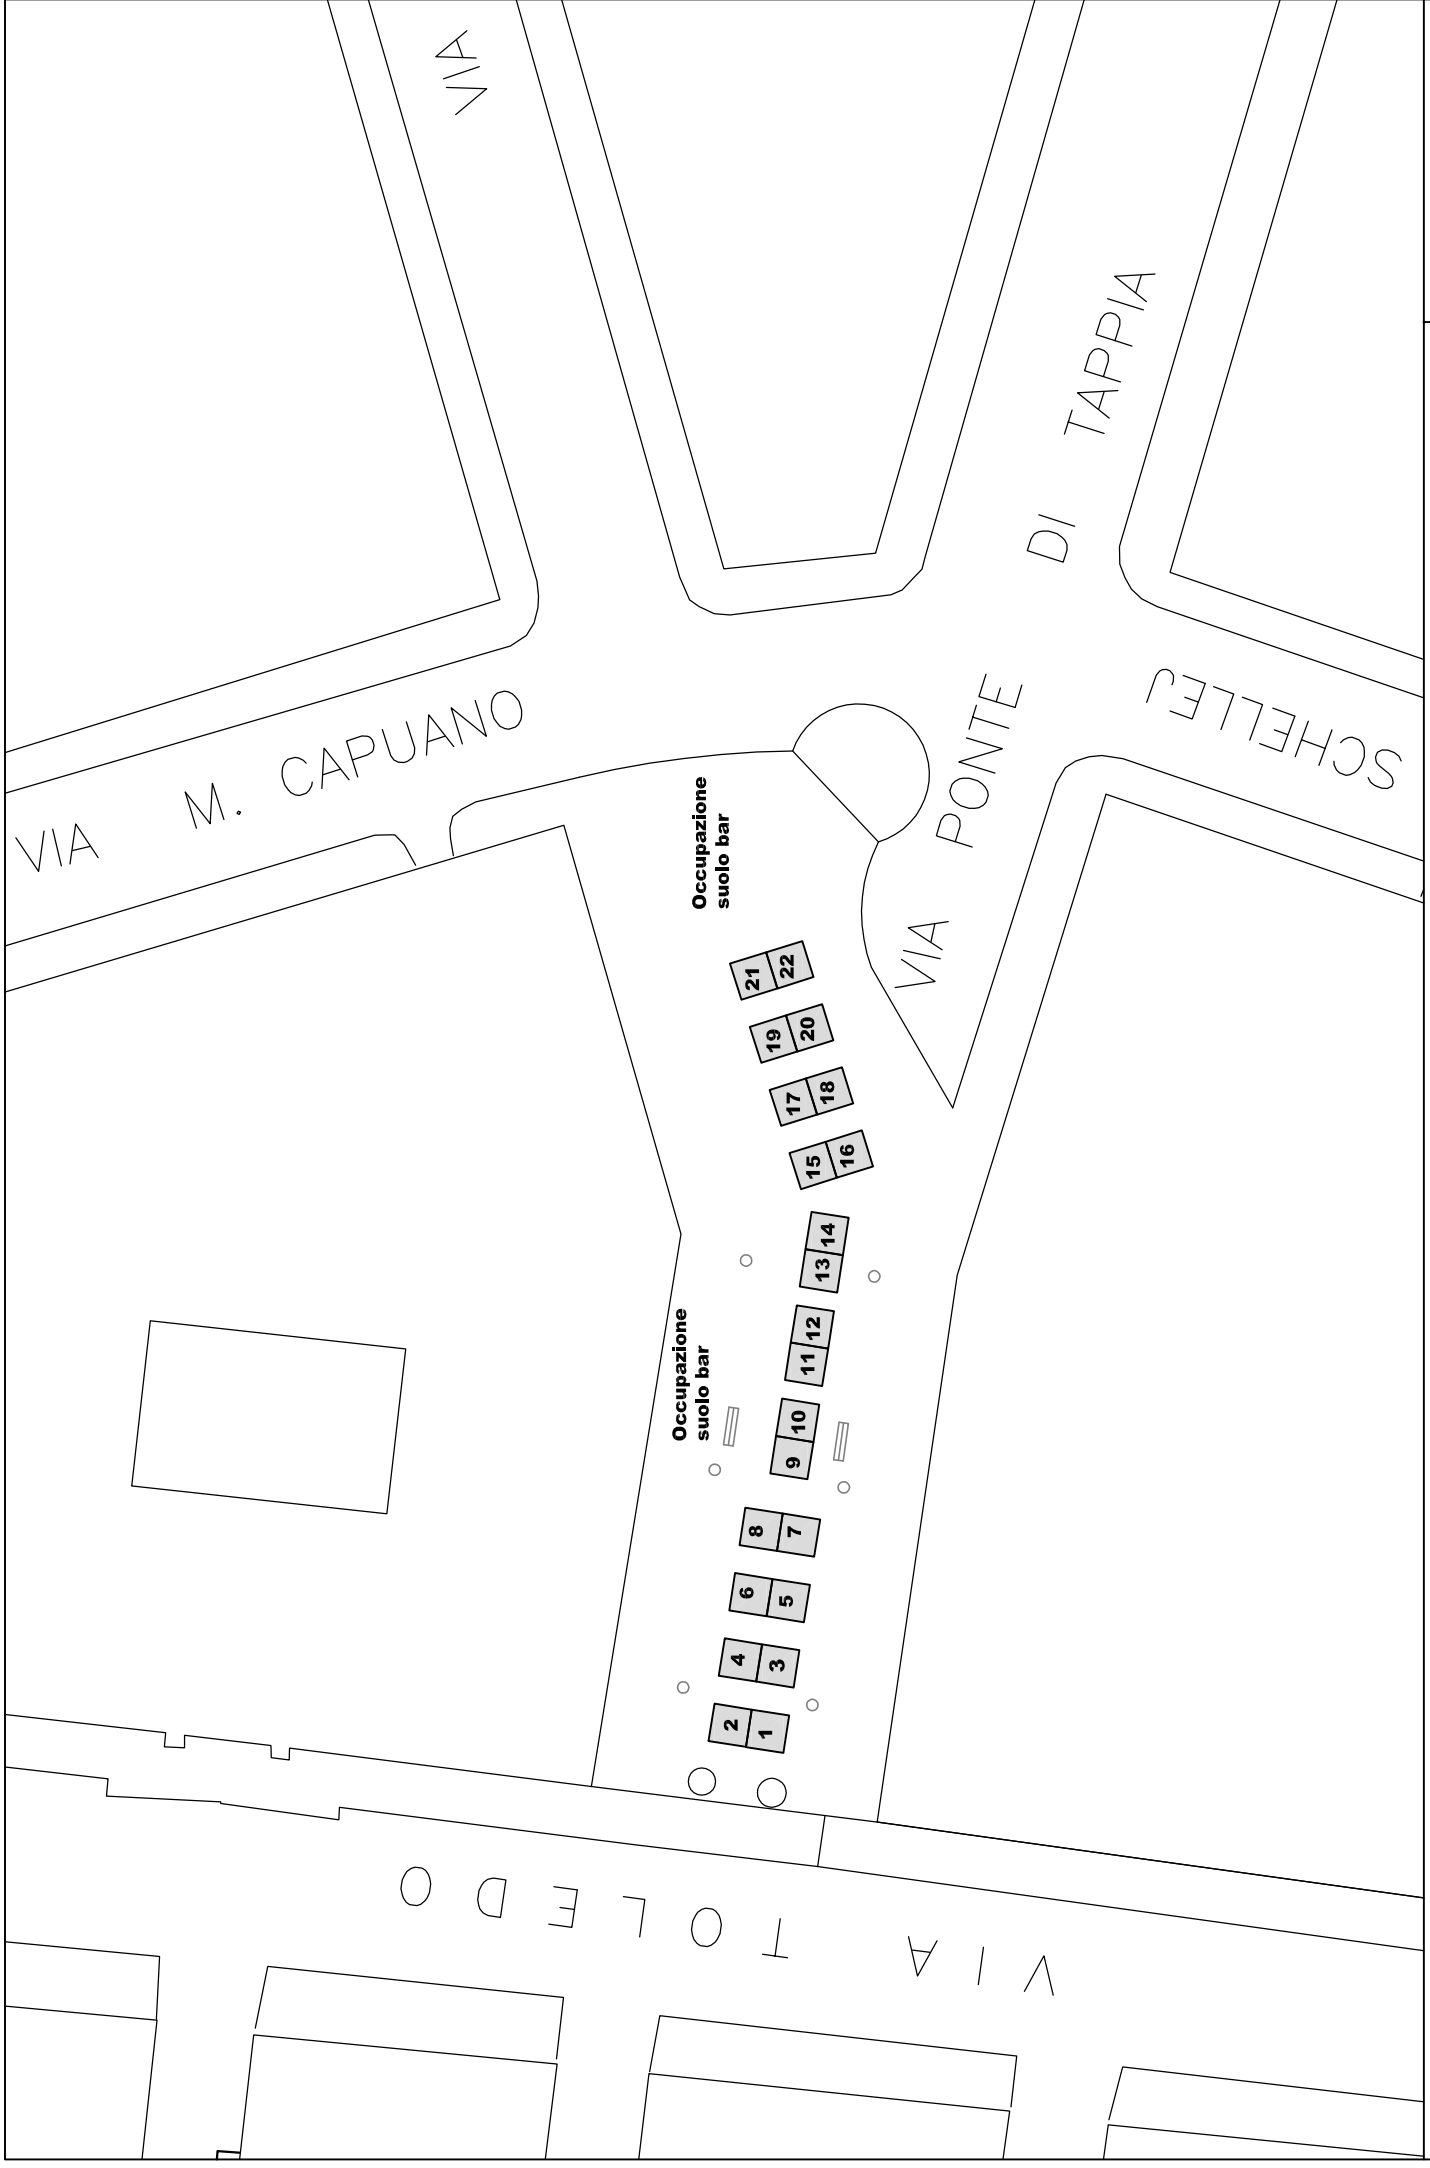 VIA
VIA PONTE DI TAPPIA
SCHELLEJ
VIA M. CAPUANO
Occupazione
suolo bar
21 22
19 20
17 18
15 16
13 14
Occupazione
suolo bar
11 12
9 10
8 7
6 5
4 3
2 1
VIA TOLEDO